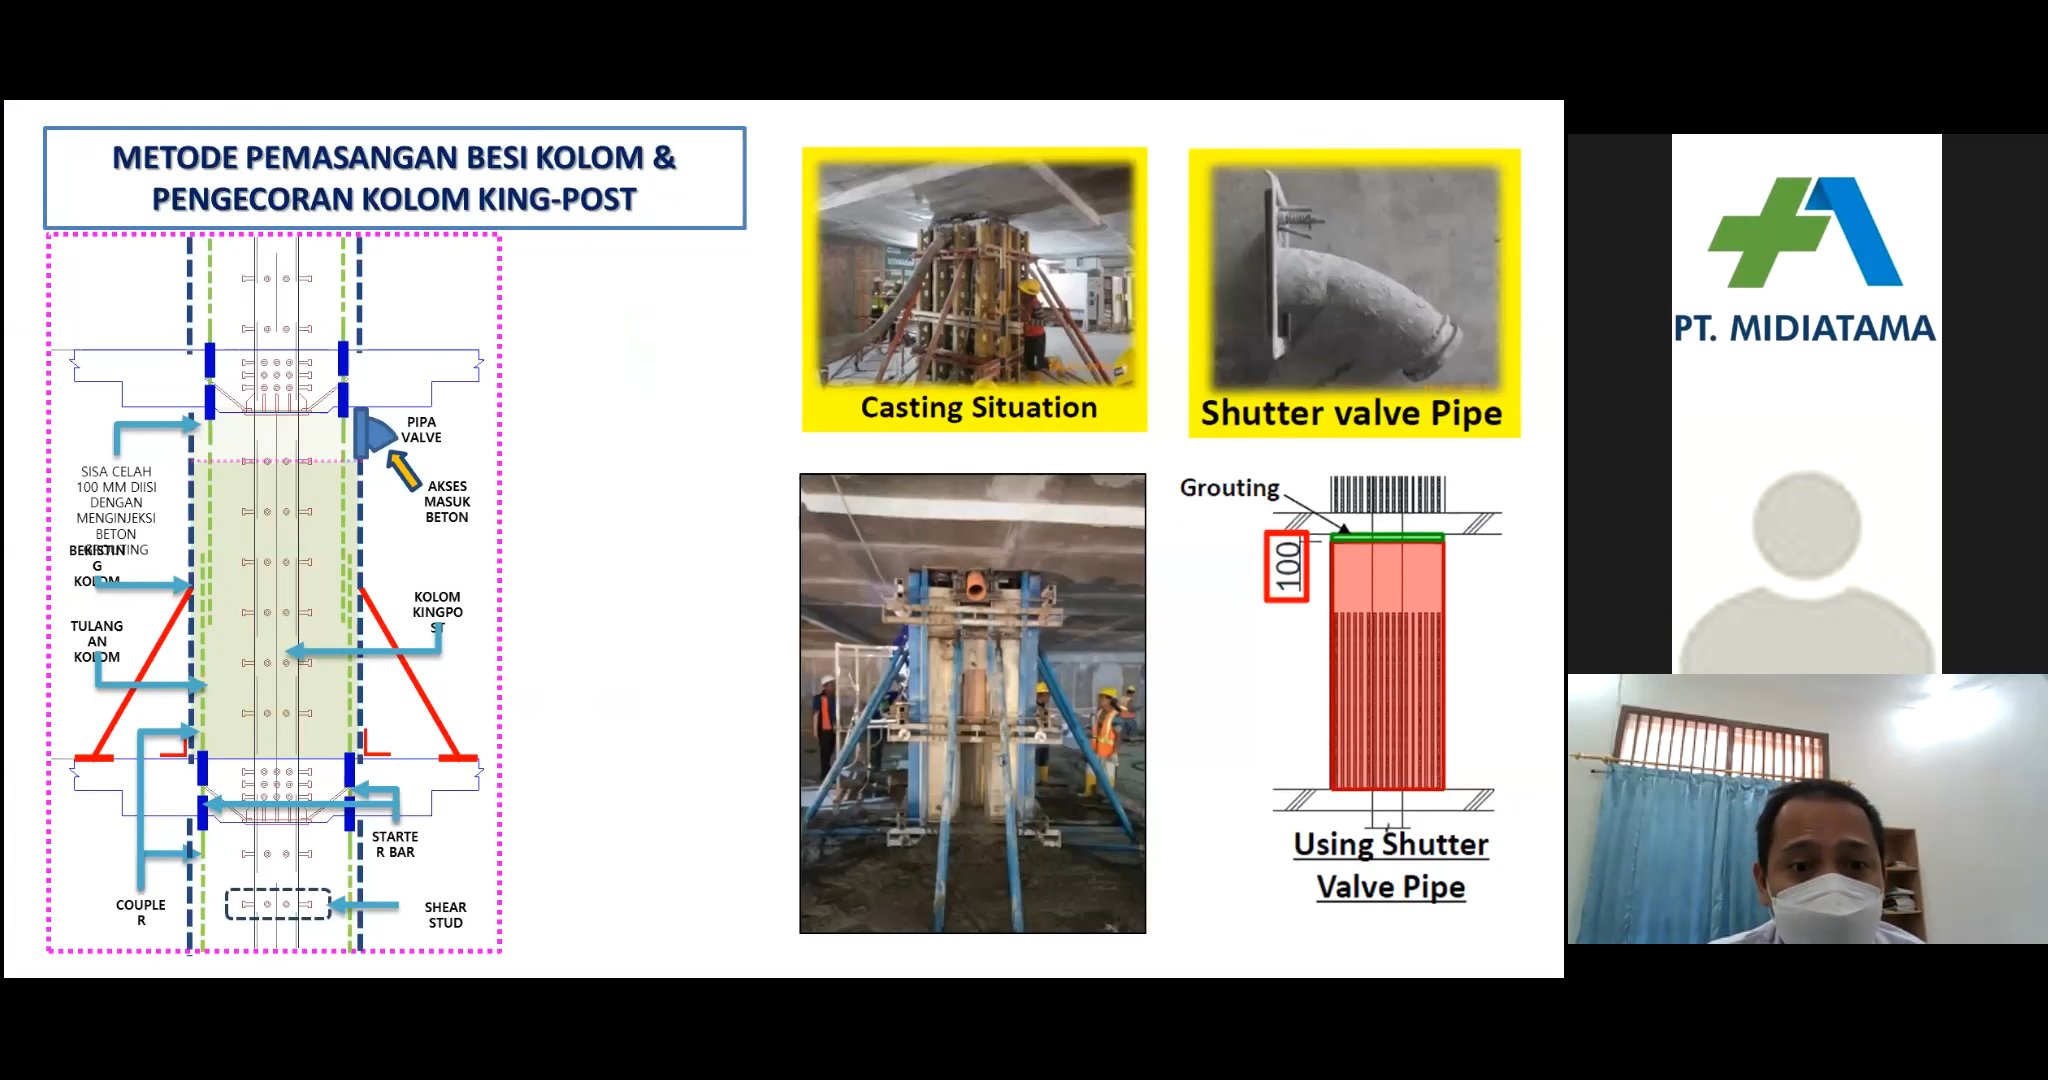 METODE PEMASANGAN BESI KOLOM &
PENGECORAN KOLOM KING-POST
PIPA
VALVE
AKSES
MASUK
BETON
SISA CELAH
100 MM DIISI
DENGAN
MENGINJEKSI
BETON
KOLOM
TULANG
AN
KOLOM
KOLOM
KINGPO
ST
STARTE
R BAR
COUPLE
R
SHEAR
STUD
Casting Situation
Shutter valve Pipe
Grouting
100
Using Shutter
Valve Pipe
PT. MIDIATAMA